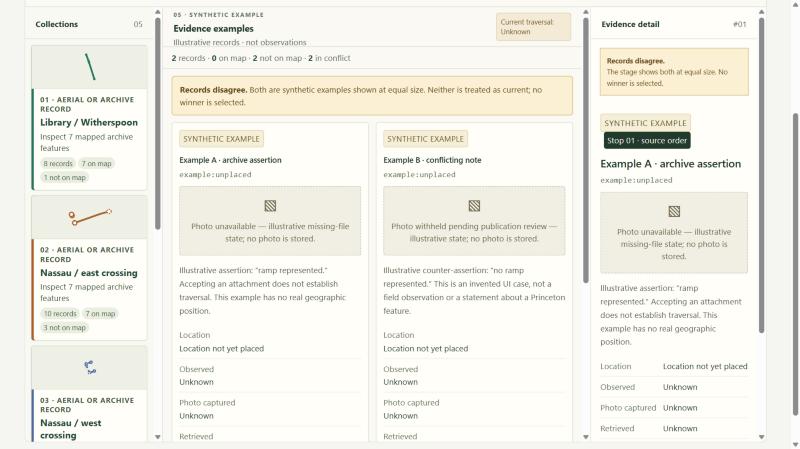 Collections 05
01 · AERIAL OR ARCHIVE
RECORD
Library / Witherspoon
Inspect 7 mapped archive
features
8 records 7 on map
1 not on map
02 · AERIAL OR ARCHIVE
RECORD
Nassau / east crossing
Inspect 7 mapped archive
features
10 records 7 on map
3 not on map
03 · AERIAL OR ARCHIVE
RECORD
Nassau / west
crossing
05 · SYNTHETIC EXAMPLE
Evidence examples
Illustrative records · not observations
Current traversal:
Unknown
2 records · 0 on map · 2 not on map · 2 in conflict
Records disagree. Both are synthetic examples shown at equal size. Neither is treated as current; no
winner is selected.
SYNTHETIC EXAMPLE
Example A · archive assertion
example:unplaced
Photo unavailable — illustrative missing-file
state; no photo is stored.
Illustrative assertion: "ramp represented."
Accepting an attachment does not establish
traversal. This example has no real geographic
position.
Location
Location not yet placed
Observed
Unknown
Photo captured
Unknown
Retrieved
SYNTHETIC EXAMPLE
Example B · conflicting note
example:unplaced
Photo withheld pending publication review —
illustrative state; no photo is stored.
Illustrative counter-assertion: "no ramp
represented." This is an invented UI case, not a
field observation or a statement about a Princeton
feature.
Location
Location not yet placed
Observed
Unknown
Photo captured
Unknown
Retrieved
Evidence detail #01
Records disagree.
The stage shows both at equal size. No
winner is selected.
SYNTHETIC EXAMPLE
Stop 01 · source order
Example A · archive assertion
example:unplaced
Photo unavailable — illustrative
missing-file state; no photo is
stored.
Illustrative assertion: "ramp
represented." Accepting an attachment
does not establish traversal. This
example has no real geographic
position.
Location Location not yet placed
Observed Unknown
Photo captured Unknown
Retrieved Unknown